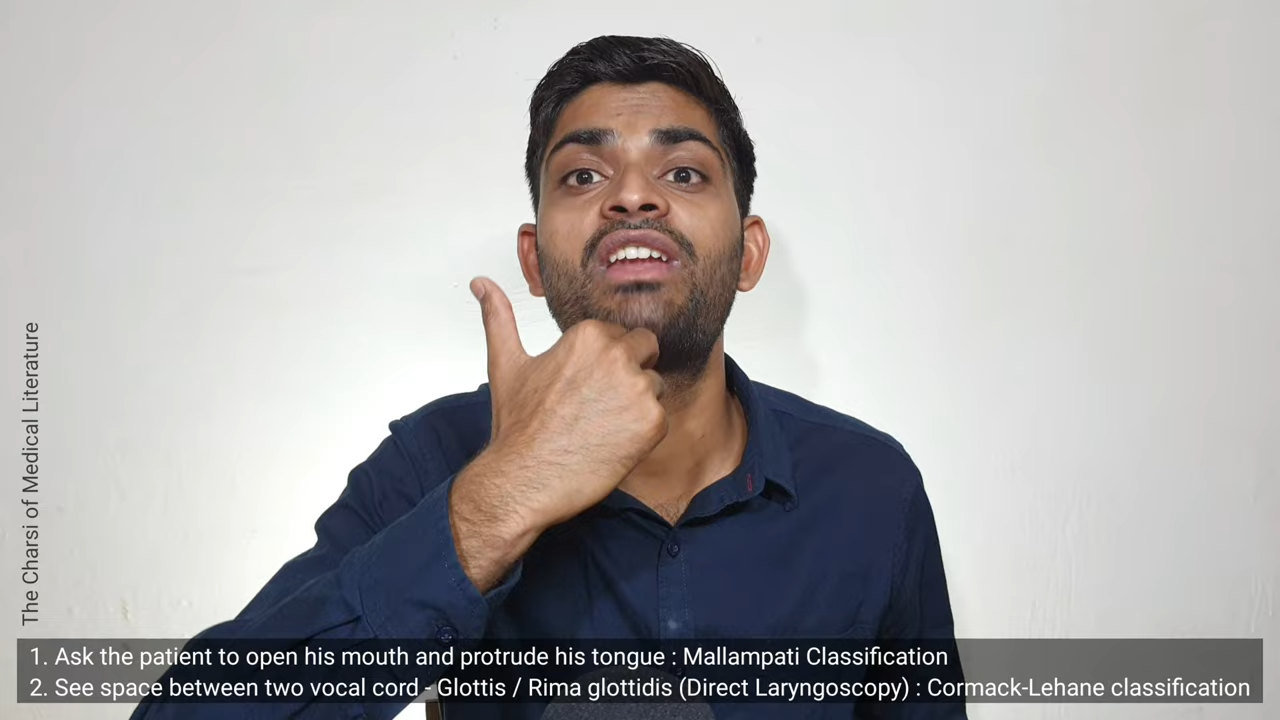 The Charsi of Medical Literature
1. Ask the patient to open his mouth and protrude his tongue : Mallampati Classification
2. See space between two vocal cord - Glottis / Rima glottidis (Direct Laryngoscopy) : Cormack-Lehane classification